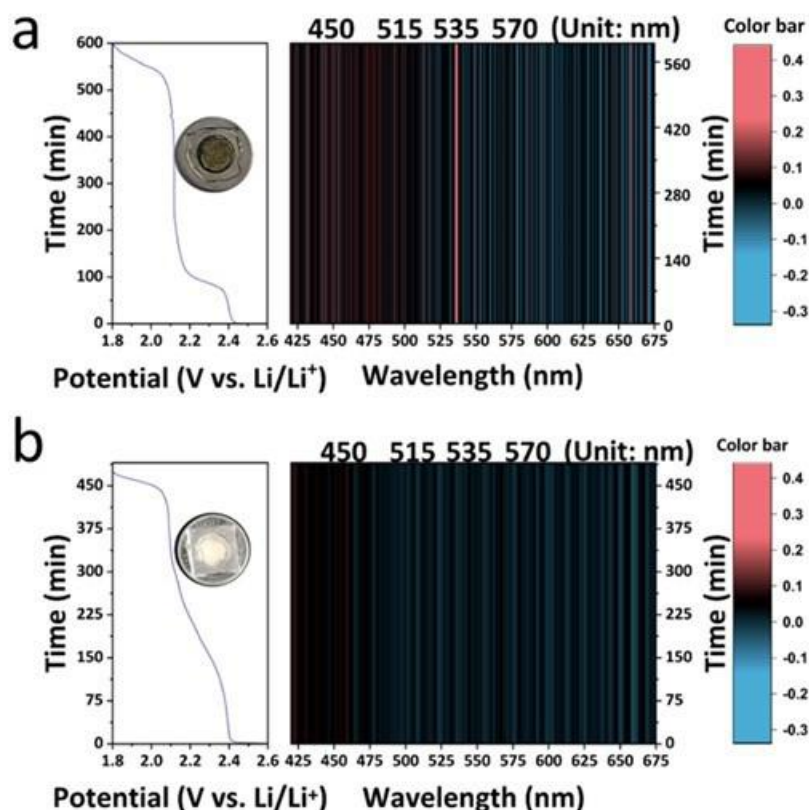 a
450 515 535 570 (Unit: nm)
Color bar
600
500
400
300
200
100
0
Time (min)
1.8 2.0 2.2 2.4 2.6
Potential (V vs. Li/Li⁺)
560
420
280
140
0
Time (min)
425 450 475 500 525 550 575 600 625 650 675
Wavelength (nm)
0.4
0.3
0.2
0.1
0.0
-0.1
-0.2
-0.3
b
450 515 535 570 (Unit: nm)
Color bar
450
375
300
225
150
75
0
Time (min)
1.8 2.0 2.2 2.4 2.6
Potential (V vs. Li/Li⁺)
450
375
300
225
150
75
0
Time (min)
425 450 475 500 525 550 575 600 625 650 675
Wavelength (nm)
0.4
0.3
0.2
0.1
0.0
-0.1
-0.2
-0.3